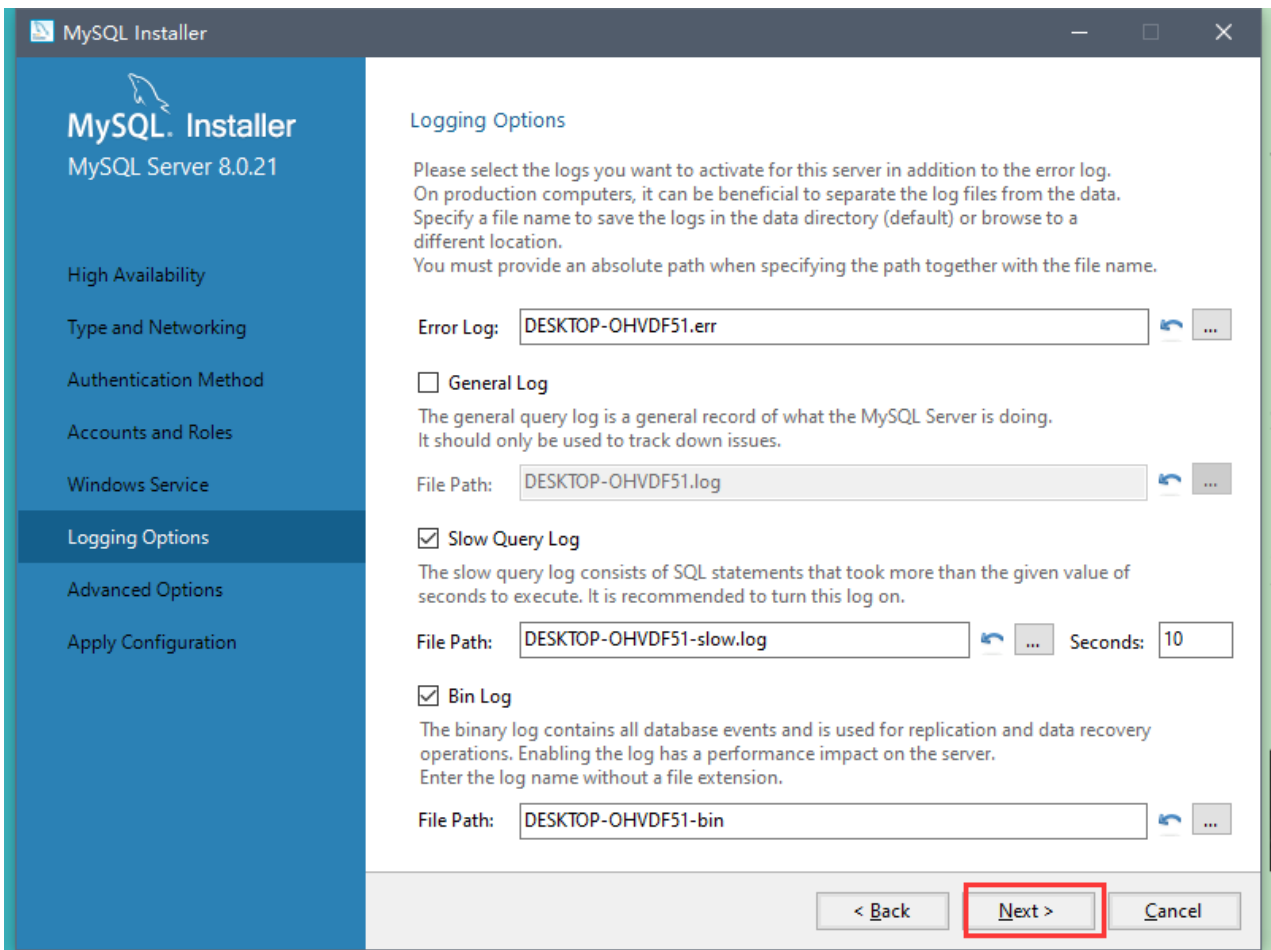 MySQL Installer
MySQL. Installer
MySQL Server 8.0.21
High Availability
Type and Networking
Authentication Method
Accounts and Roles
Windows Service
Logging Options
Advanced Options
Apply Configuration
Logging Options
Please select the logs you want to activate for this server in addition to the error log.
On production computers, it can be beneficial to separate the log files from the data.
Specify a file name to save the logs in the data directory (default) or browse to a
different location.
You must provide an absolute path when specifying the path together with the file name.
Error Log: DESKTOP-OHVDF51.err ...
General Log
The general query log is a general record of what the MySQL Server is doing.
It should only be used to track down issues.
File Path: DESKTOP-OHVDF51.log ...
Slow Query Log
The slow query log consists of SQL statements that took more than the given value of
seconds to execute. It is recommended to turn this log on.
File Path: DESKTOP-OHVDF51-slow.log ... Seconds: 10
Bin Log
The binary log contains all database events and is used for replication and data recovery
operations. Enabling the log has a performance impact on the server.
Enter the log name without a file extension.
File Path: DESKTOP-OHVDF51-bin ...
< Back Next > Cancel